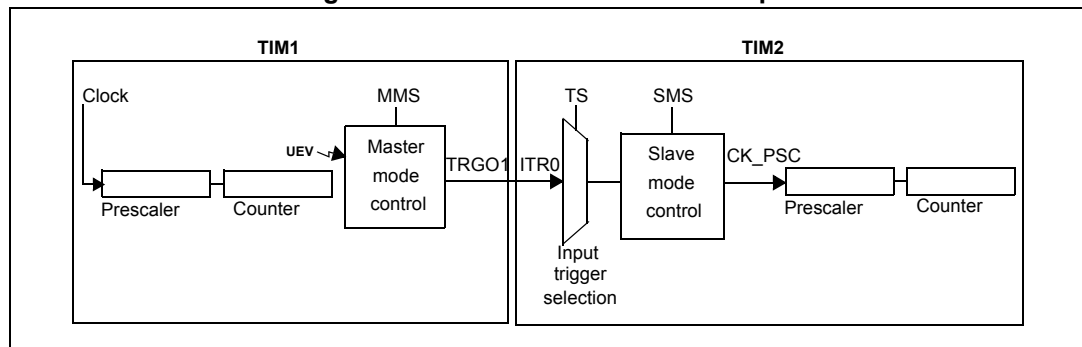 TIM1
TIM2
Clock
MMS
TS
SMS
UEV
Master
mode
control
TRGO1
ITR0
Slave
mode
control
CK_PSC
Prescaler
Counter
Prescaler
Counter
Input
trigger
selection